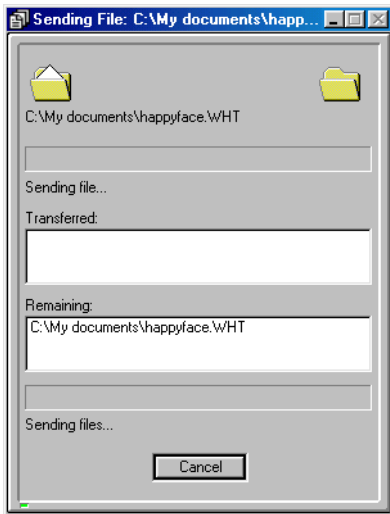 Sending File: C:\My documents\happ...
C:\My documents\happyface.WHT
Sending file...
Transferred:
Remaining:
C:\My documents\happyface.WHT
Sending files...
Cancel